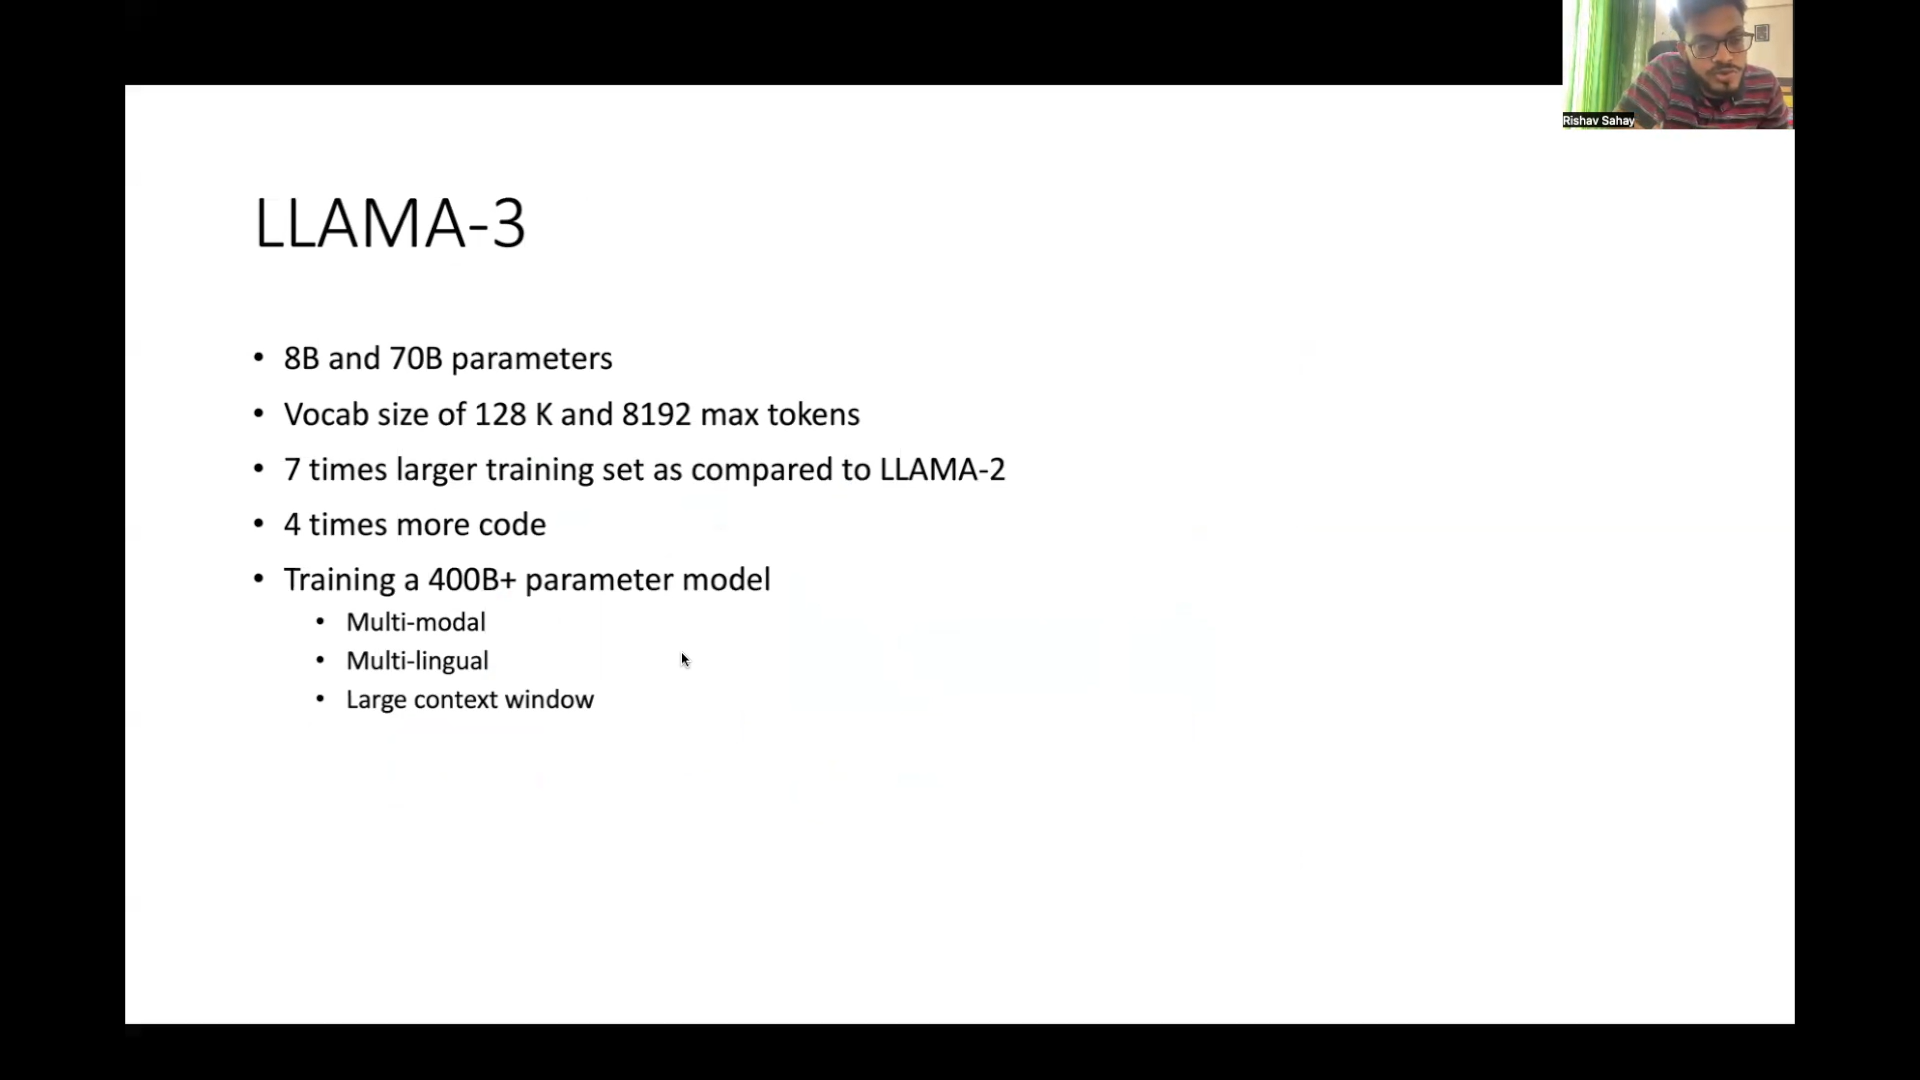 Rishav Sahay
LLAMA-3
• 8B and 70B parameters
• Vocab size of 128 K and 8192 max tokens
• 7 times larger training set as compared to LLAMA-2
• 4 times more code
• Training a 400B+ parameter model
• Multi-modal
• Multi-lingual
• Large context window